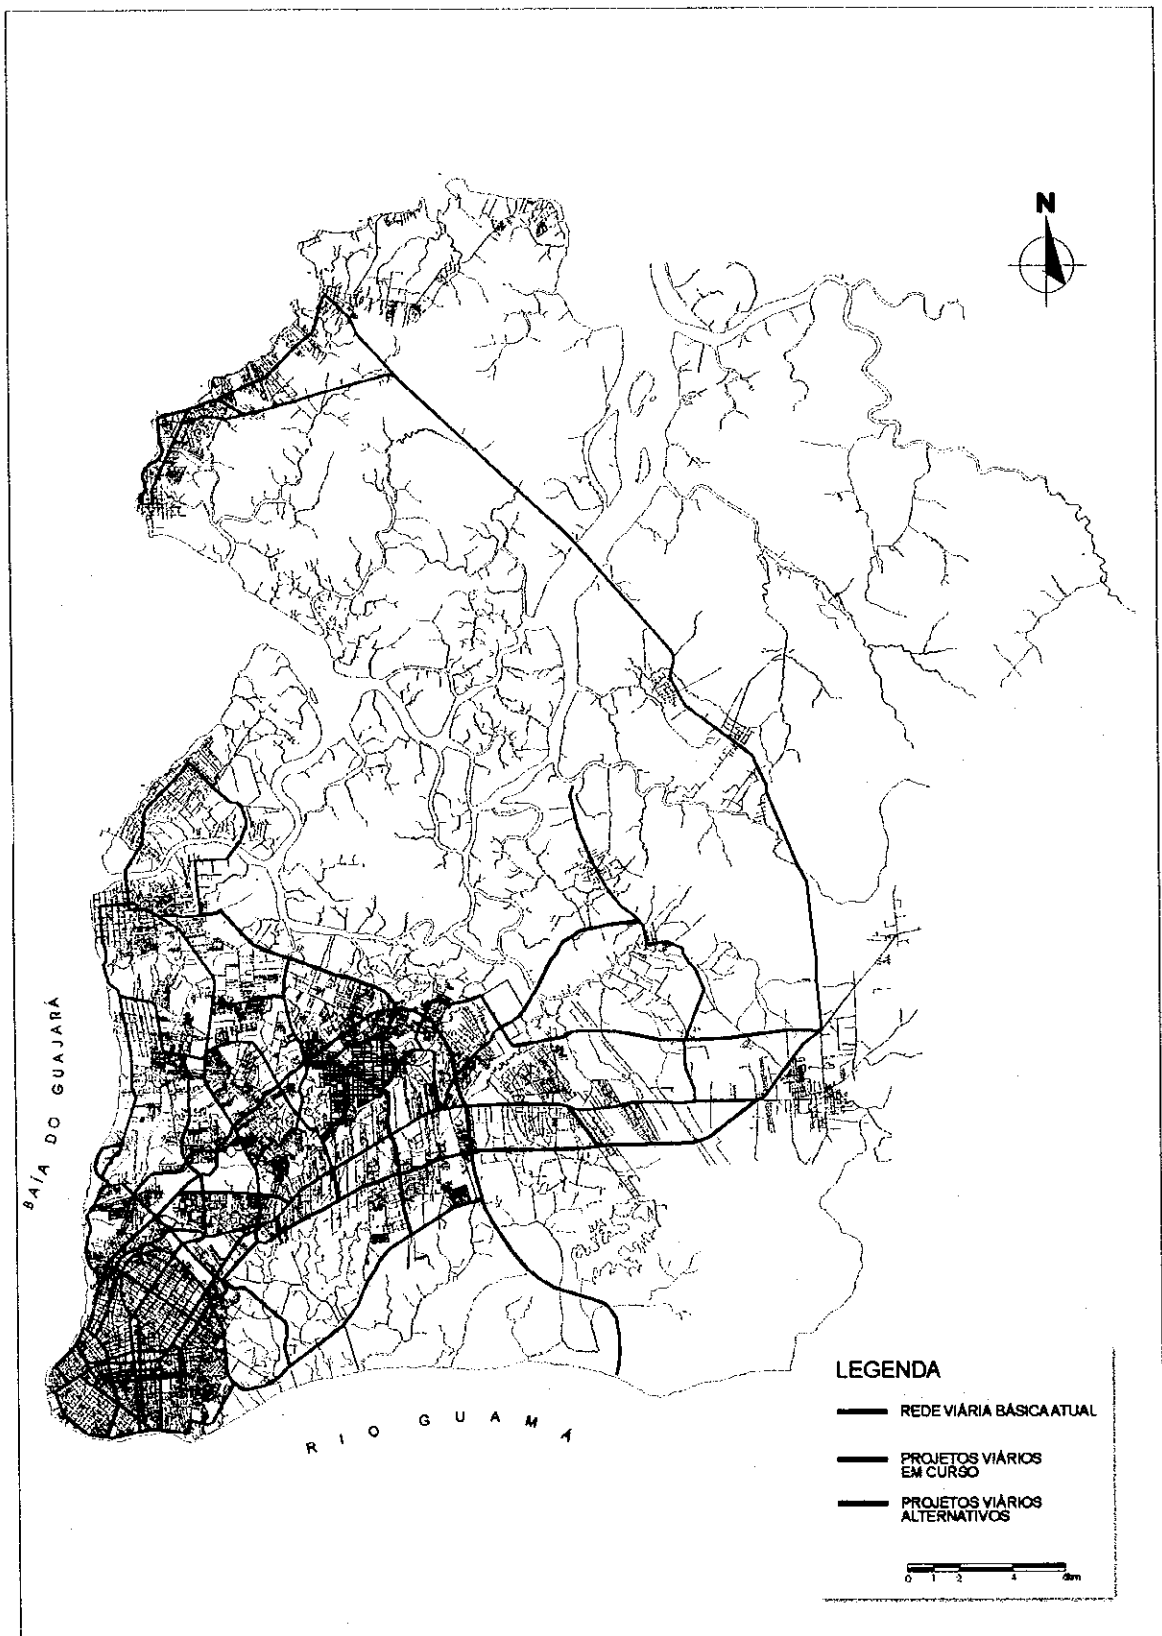 N
BAÍA DO GUAJARÁ
RIO GUAMÁ
LEGENDA
REDE VIÁRIA BÁSICA ATUAL
PROJETOS VIÁRIOS
EM CURSO
PROJETOS VIÁRIOS
ALTERNATIVOS
0 1 2 4 6km